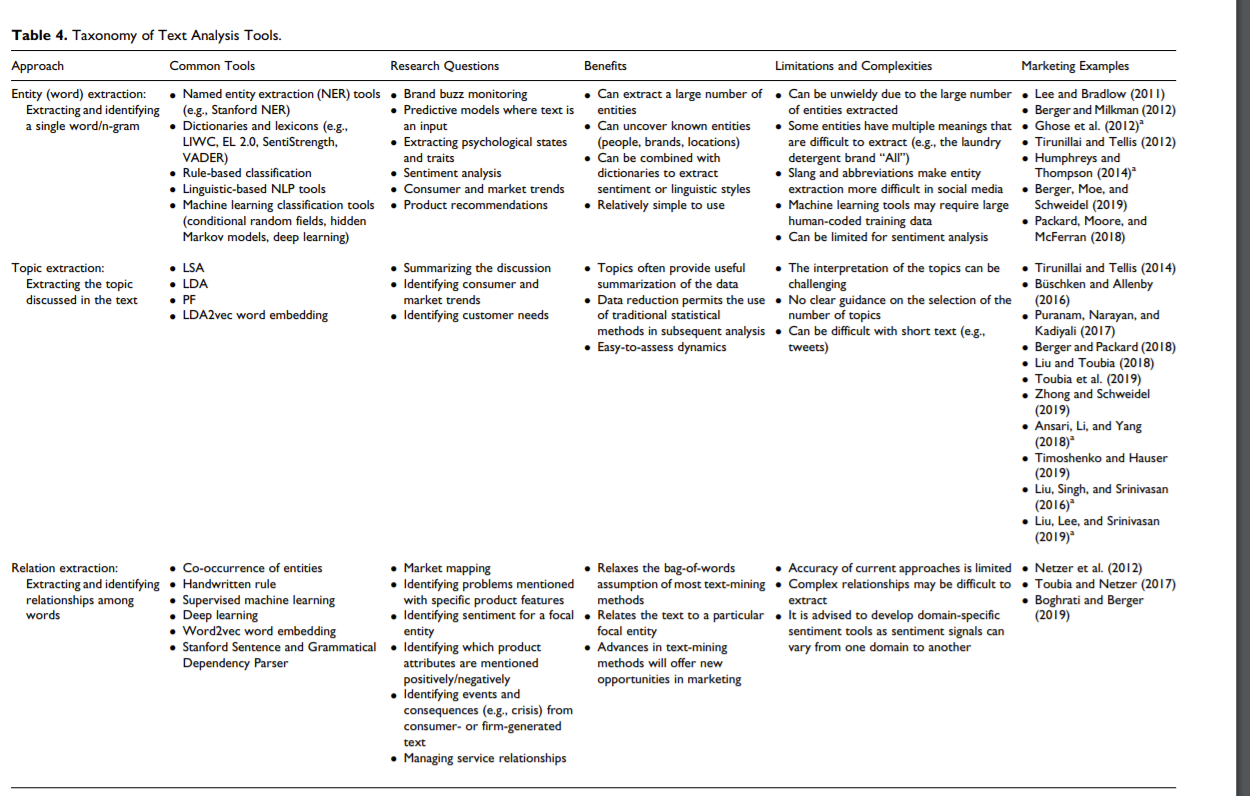 Table 4. Taxonomy of Text Analysis Tools.
Approach
Common Tools
Research Questions
Benefits
Limitations and Complexities
Marketing Examples
Entity (word) extraction:
Extracting and identifying
a single word/n-gram
● Named entity extraction (NER) tools
(e.g., Stanford NER)
● Dictionaries and lexicons (e.g.,
LIWC, EL 2.0, SentiStrength,
VADER)
● Rule-based classification
● Linguistic-based NLP tools
● Machine learning classification tools
(conditional random fields, hidden
Markov models, deep learning)
● Brand buzz monitoring
● Predictive models where text is
an input
● Extracting psychological states
and traits
● Sentiment analysis
● Consumer and market trends
● Product recommendations
● Can extract a large number of
entities
● Can uncover known entities
(people, brands, locations)
● Can be combined with
dictionaries to extract
sentiment or linguistic styles
● Relatively simple to use
● Can be unwieldy due to the large number
of entities extracted
● Some entities have multiple meanings that
are difficult to extract (e.g., the laundry
detergent brand “All”)
● Slang and abbreviations make entity
extraction more difficult in social media
● Machine learning tools may require large
human-coded training data
● Can be limited for sentiment analysis
● Lee and Bradlow (2011)
● Berger and Milkman (2012)
● Ghose et al. (2012)ᵃ
● Tirunillai and Tellis (2012)
● Humphreys and
Thompson (2014)ᵃ
● Berger, Moe, and
Schweidel (2019)
● Packard, Moore, and
McFerran (2018)
Topic extraction:
Extracting the topic
discussed in the text
● LSA
● LDA
● PF
● LDA2vec word embedding
● Summarizing the discussion
● Identifying consumer and
market trends
● Identifying customer needs
● Topics often provide useful
summarization of the data
● Data reduction permits the use
of traditional statistical
methods in subsequent analysis
● Easy-to-assess dynamics
● The interpretation of the topics can be
challenging
● No clear guidance on the selection of the
number of topics
● Can be difficult with short text (e.g.,
tweets)
● Tirunillai and Tellis (2014)
● Büschken and Allenby
(2016)
● Puranam, Narayan, and
Kadiyali (2017)
● Berger and Packard (2018)
● Liu and Toubia (2018)
● Toubia et al. (2019)
● Zhong and Schweidel
(2019)
● Ansari, Li, and Yang
(2018)ᵃ
● Timoshenko and Hauser
(2019)
● Liu, Singh, and Srinivasan
(2016)ᵃ
● Liu, Lee, and Srinivasan
(2019)ᵃ
Relation extraction:
Extracting and identifying
relationships among
words
● Co-occurrence of entities
● Handwritten rule
● Supervised machine learning
● Deep learning
● Word2vec word embedding
● Stanford Sentence and Grammatical
Dependency Parser
● Market mapping
● Identifying problems mentioned
with specific product features
● Identifying sentiment for a focal
entity
● Identifying which product
attributes are mentioned
positively/negatively
● Identifying events and
consequences (e.g., crisis) from
consumer- or firm-generated
text
● Managing service relationships
● Relaxes the bag-of-words
assumption of most text-mining
methods
● Relates the text to a particular
focal entity
● Advances in text-mining
methods will offer new
opportunities in marketing
● Accuracy of current approaches is limited
● Complex relationships may be difficult to
extract
● It is advised to develop domain-specific
sentiment tools as sentiment signals can
vary from one domain to another
● Netzer et al. (2012)
● Toubia and Netzer (2017)
● Boghrati and Berger
(2019)